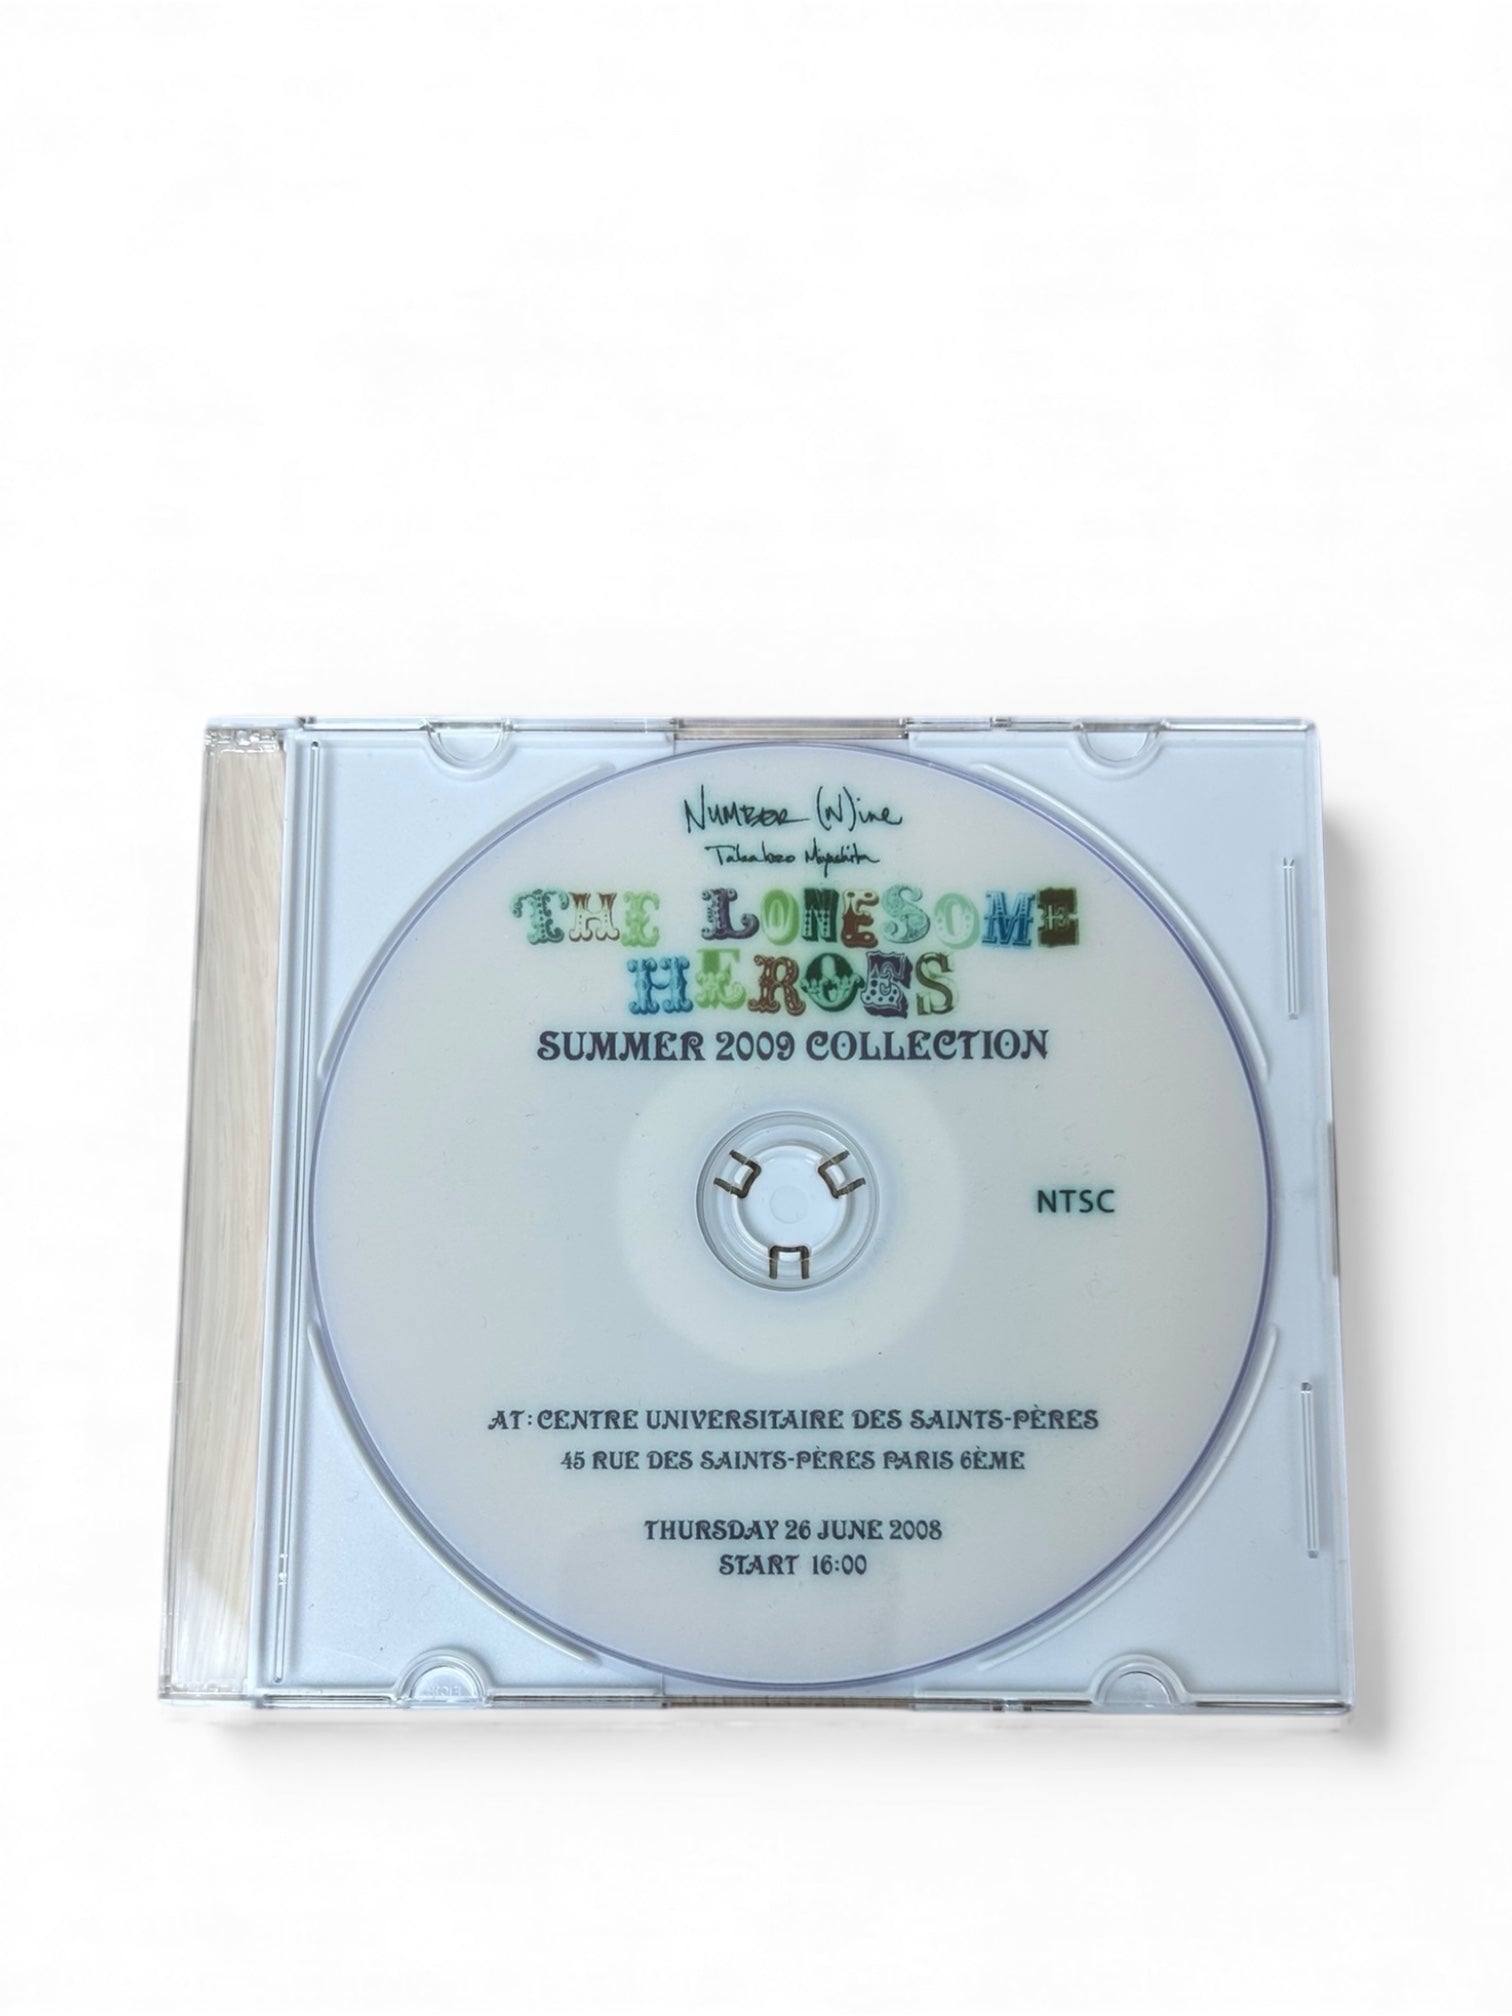 NUMBER (N)ine
Takahiro Miyashita
THE LONESOME
HEROES
SUMMER 2009 COLLECTION
NTSC
AT: CENTRE UNIVERSITAIRE DES SAINTS-PÈRES
45 RUE DES SAINTS-PÈRES PARIS 6ÈME
THURSDAY 26 JUNE 2008
START 16:00